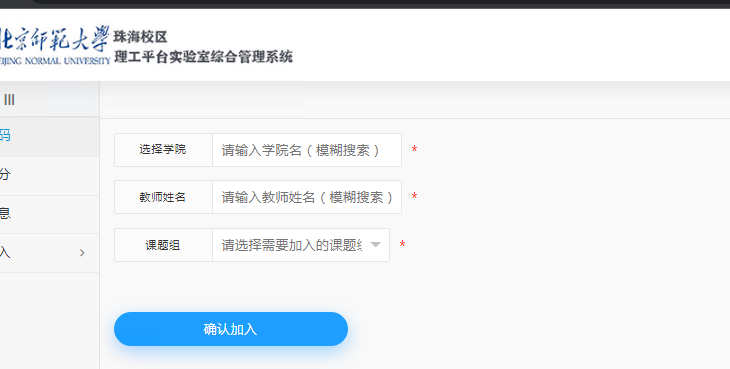 北京师范大学 珠海校区
BEIJING NORMAL UNIVERSITY 理工平台实验室综合管理系统
码
分
息
入
选择学院 请输入学院名（模糊搜索） *
教师姓名 请输入教师姓名（模糊搜索） *
课题组 请选择需要加入的课题组 *
确认加入